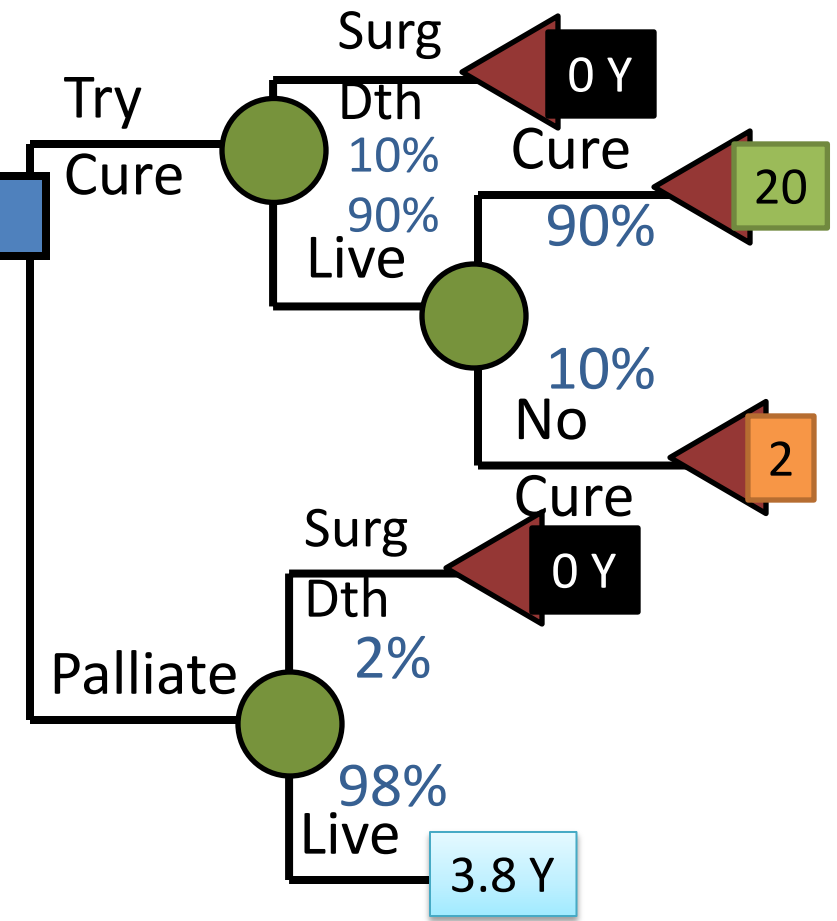 Surg
0 Y
Try
Dth
Cure
10%
Cure
20
90%
90%
Live
10%
No
2
Cure
Surg
0 Y
Dth
2%
Palliate
98%
Live
3.8 Y